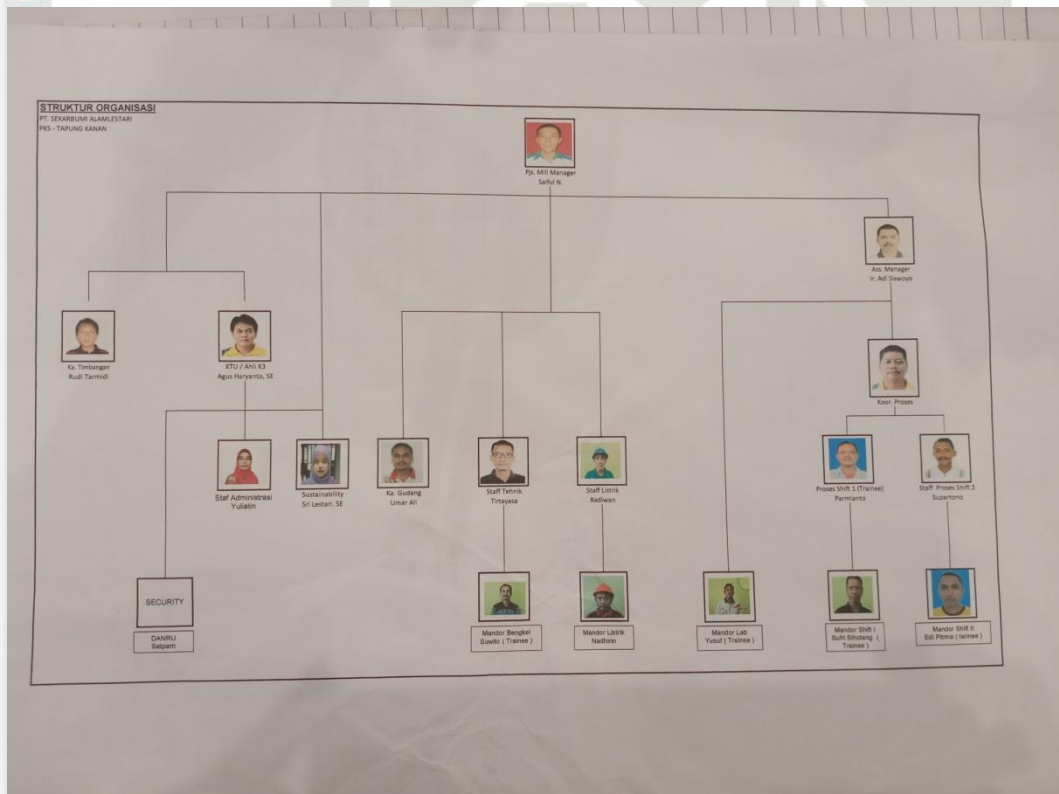 STRUKTUR ORGANISASI
PT. SEKARBUMI ALAMLESTARI
PKS - TAPUNG KANAN
Pjs. Mill Manager
Saiful N.
Ass. Manager
Ir. Adi Siswoyo
Ka. Timbangan
Rudi Tarmidi
KTU / Ahli K3
Agus Haryanto, SE
Koor. Proses
Staf Administrasi
Yuliatin
Sustainability
Sri Lestari. SE
Ka. Gudang
Umar Ali
Staff Tehnik
Tirtayasa
Staff Listrik
Radiwan
Proses Shift 1 (Trainee)
Parmianto
Staff Proses Shift 2
Supartono
SECURITY
DANRU
Satpam
Mandor Bengkel
Suwito ( Trainee )
Mandor Listrik
Mandor Lab
Yusuf ( Trainee )
Mandor Shift I
Sihotang (
Trainee )
Mandor Shift II
Edi